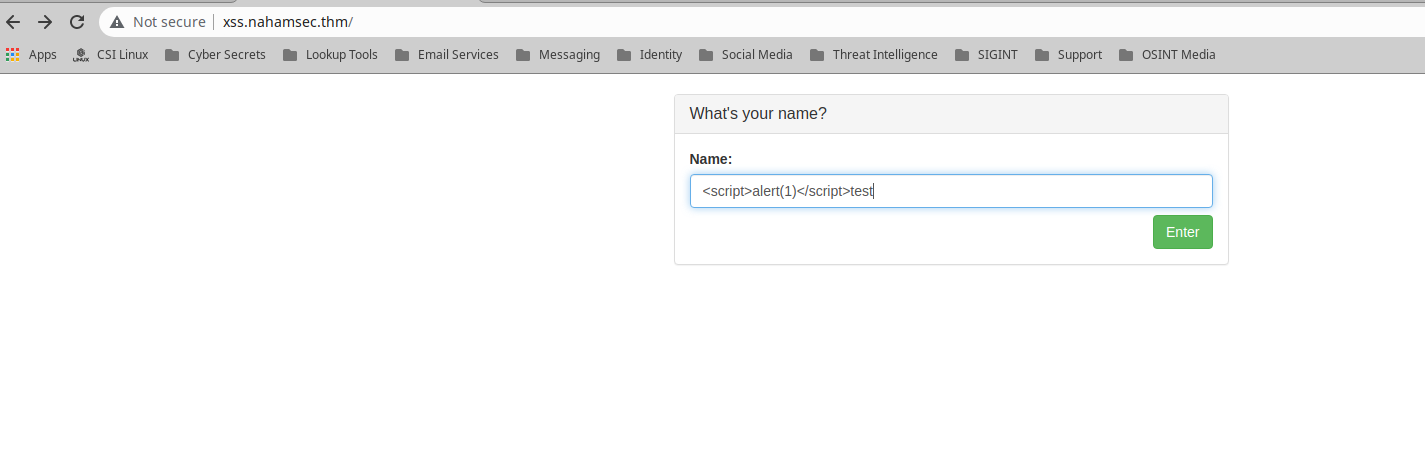 Not secure xss.nahamsec.thm/
Apps CSI Linux Cyber Secrets Lookup Tools Email Services Messaging Identity Social Media Threat Intelligence SIGINT Support OSINT Media
What's your name?
Name:
<script>alert(1)</script>test
Enter